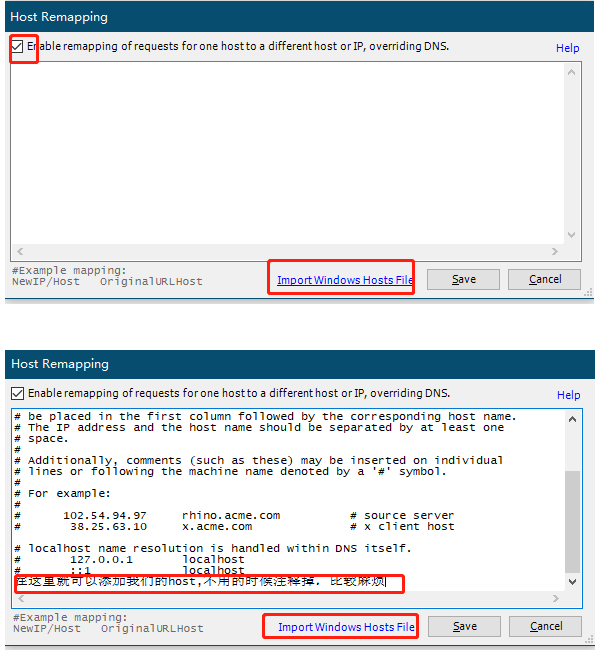 Host Remapping
Enable remapping of requests for one host to a different host or IP, overriding DNS.
Help
#Example mapping:
NewIP/Host   OriginalURLHost
Import Windows Hosts File
Save
Cancel
Host Remapping
Enable remapping of requests for one host to a different host or IP, overriding DNS.
Help
# be placed in the first column followed by the corresponding host name.
# The IP address and the host name should be separated by at least one
# space.
#
# Additionally, comments (such as these) may be inserted on individual
# lines or following the machine name denoted by a '#' symbol.
#
# For example:
#
#      102.54.94.97     rhino.acme.com          # source server
#       38.25.63.10     x.acme.com              # x client host
# localhost name resolution is handled within DNS itself.
#       127.0.0.1       localhost
#       ::1             localhost
在这里就可以添加我们的host,不用的时候注释掉，比较麻烦
#Example mapping:
NewIP/Host   OriginalURLHost
Import Windows Hosts File
Save
Cancel